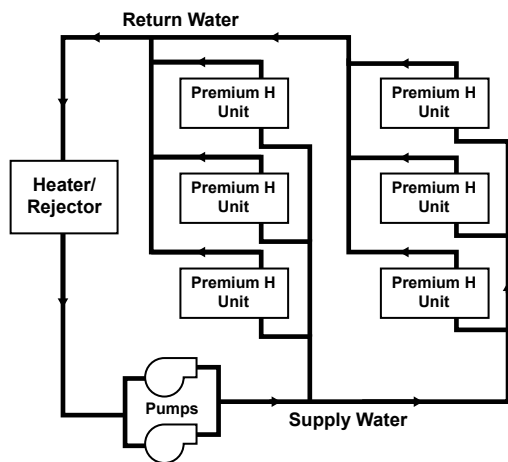 Return Water
Premium H
Unit
Premium H
Unit
Heater/
Rejector
Premium H
Unit
Premium H
Unit
Premium H
Unit
Premium H
Unit
Pumps
Supply Water